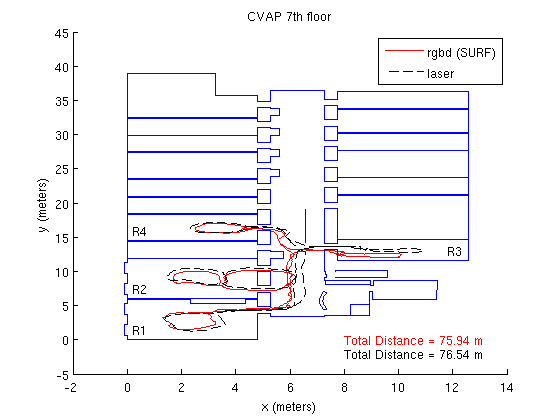 CVAP 7th floor
45
40
35
30
25
20
15
10
5
0
-5
y (meters)
rgbd (SURF)
laser
R4
R3
R2
R1
Total Distance = 75.94 m
Total Distance = 76.54 m
-2 0 2 4 6 8 10 12 14
x (meters)